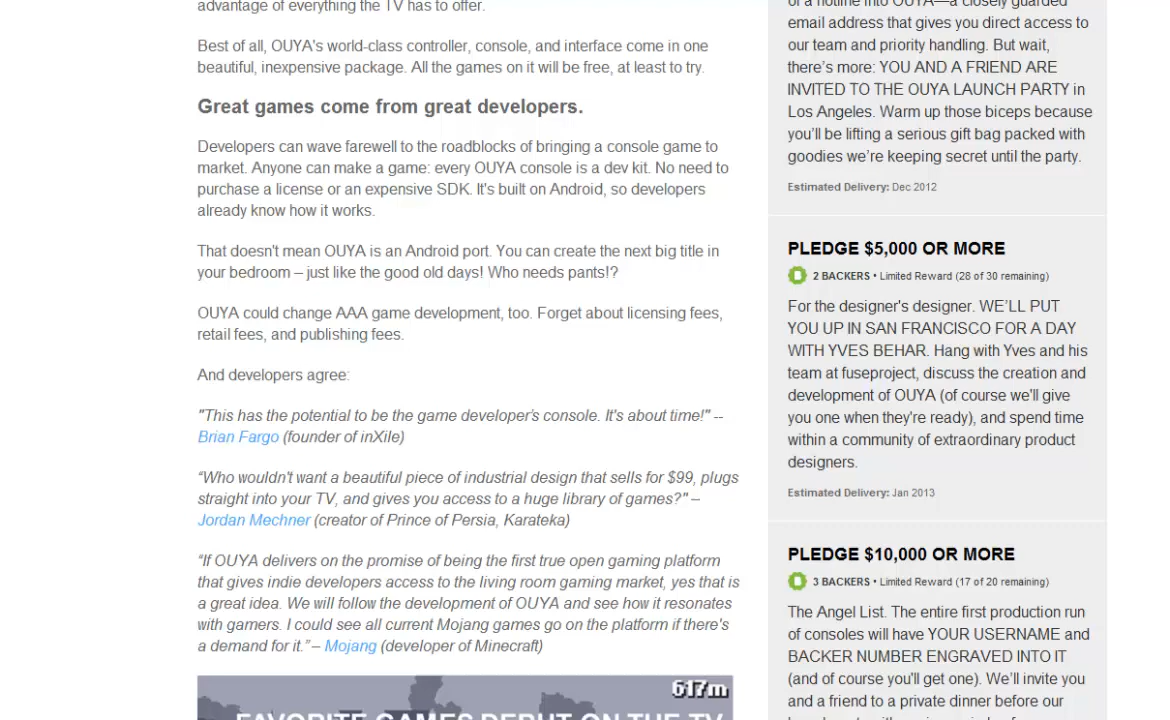 advantage of everything the TV has to offer.
Best of all, OUYA's world-class controller, console, and interface come in one
beautiful, inexpensive package. All the games on it will be free, at least to try.
Great games come from great developers.
Developers can wave farewell to the roadblocks of bringing a console game to
market. Anyone can make a game: every OUYA console is a dev kit. No need to
purchase a license or an expensive SDK. It's built on Android, so developers
already know how it works.
That doesn't mean OUYA is an Android port. You can create the next big title in
your bedroom – just like the good old days! Who needs pants!?
OUYA could change AAA game development, too. Forget about licensing fees,
retail fees, and publishing fees.
And developers agree:
"This has the potential to be the game developer's console. It's about time!" --
Brian Fargo (founder of inXile)
“Who wouldn't want a beautiful piece of industrial design that sells for $99, plugs
straight into your TV, and gives you access to a huge library of games?" –
Jordan Mechner (creator of Prince of Persia, Karateka)
“If OUYA delivers on the promise of being the first true open gaming platform
that gives indie developers access to the living room gaming market, yes that is
a great idea. We will follow the development of OUYA and see how it resonates
with gamers. I could see all current Mojang games go on the platform if there's
a demand for it.” – Mojang (developer of Minecraft)
617m
FAVORITE GAMES DEBUT ON THE TV
of a hotline into OUYA—a closely guarded
email address that gives you direct access to
our team and priority handling. But wait,
there’s more: YOU AND A FRIEND ARE
INVITED TO THE OUYA LAUNCH PARTY in
Los Angeles. Warm up those biceps because
you’ll be lifting a serious gift bag packed with
goodies we’re keeping secret until the party.
Estimated Delivery: Dec 2012
PLEDGE $5,000 OR MORE
2 BACKERS • Limited Reward (28 of 30 remaining)
For the designer's designer. WE’LL PUT
YOU UP IN SAN FRANCISCO FOR A DAY
WITH YVES BEHAR. Hang with Yves and his
team at fuseproject, discuss the creation and
development of OUYA (of course we'll give
you one when they're ready), and spend time
within a community of extraordinary product
designers.
Estimated Delivery: Jan 2013
PLEDGE $10,000 OR MORE
3 BACKERS • Limited Reward (17 of 20 remaining)
The Angel List. The entire first production run
of consoles will have YOUR USERNAME and
BACKER NUMBER ENGRAVED INTO IT
(and of course you'll get one). We’ll invite you
and a friend to a private dinner before our